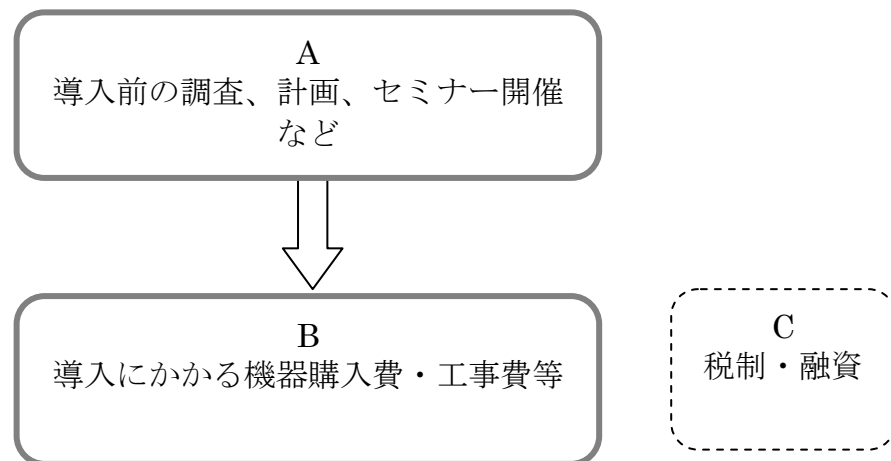 A
導入前の調査、計画、セミナー開催
など
B
導入にかかる機器購入費・工事費等
C
税制・融資